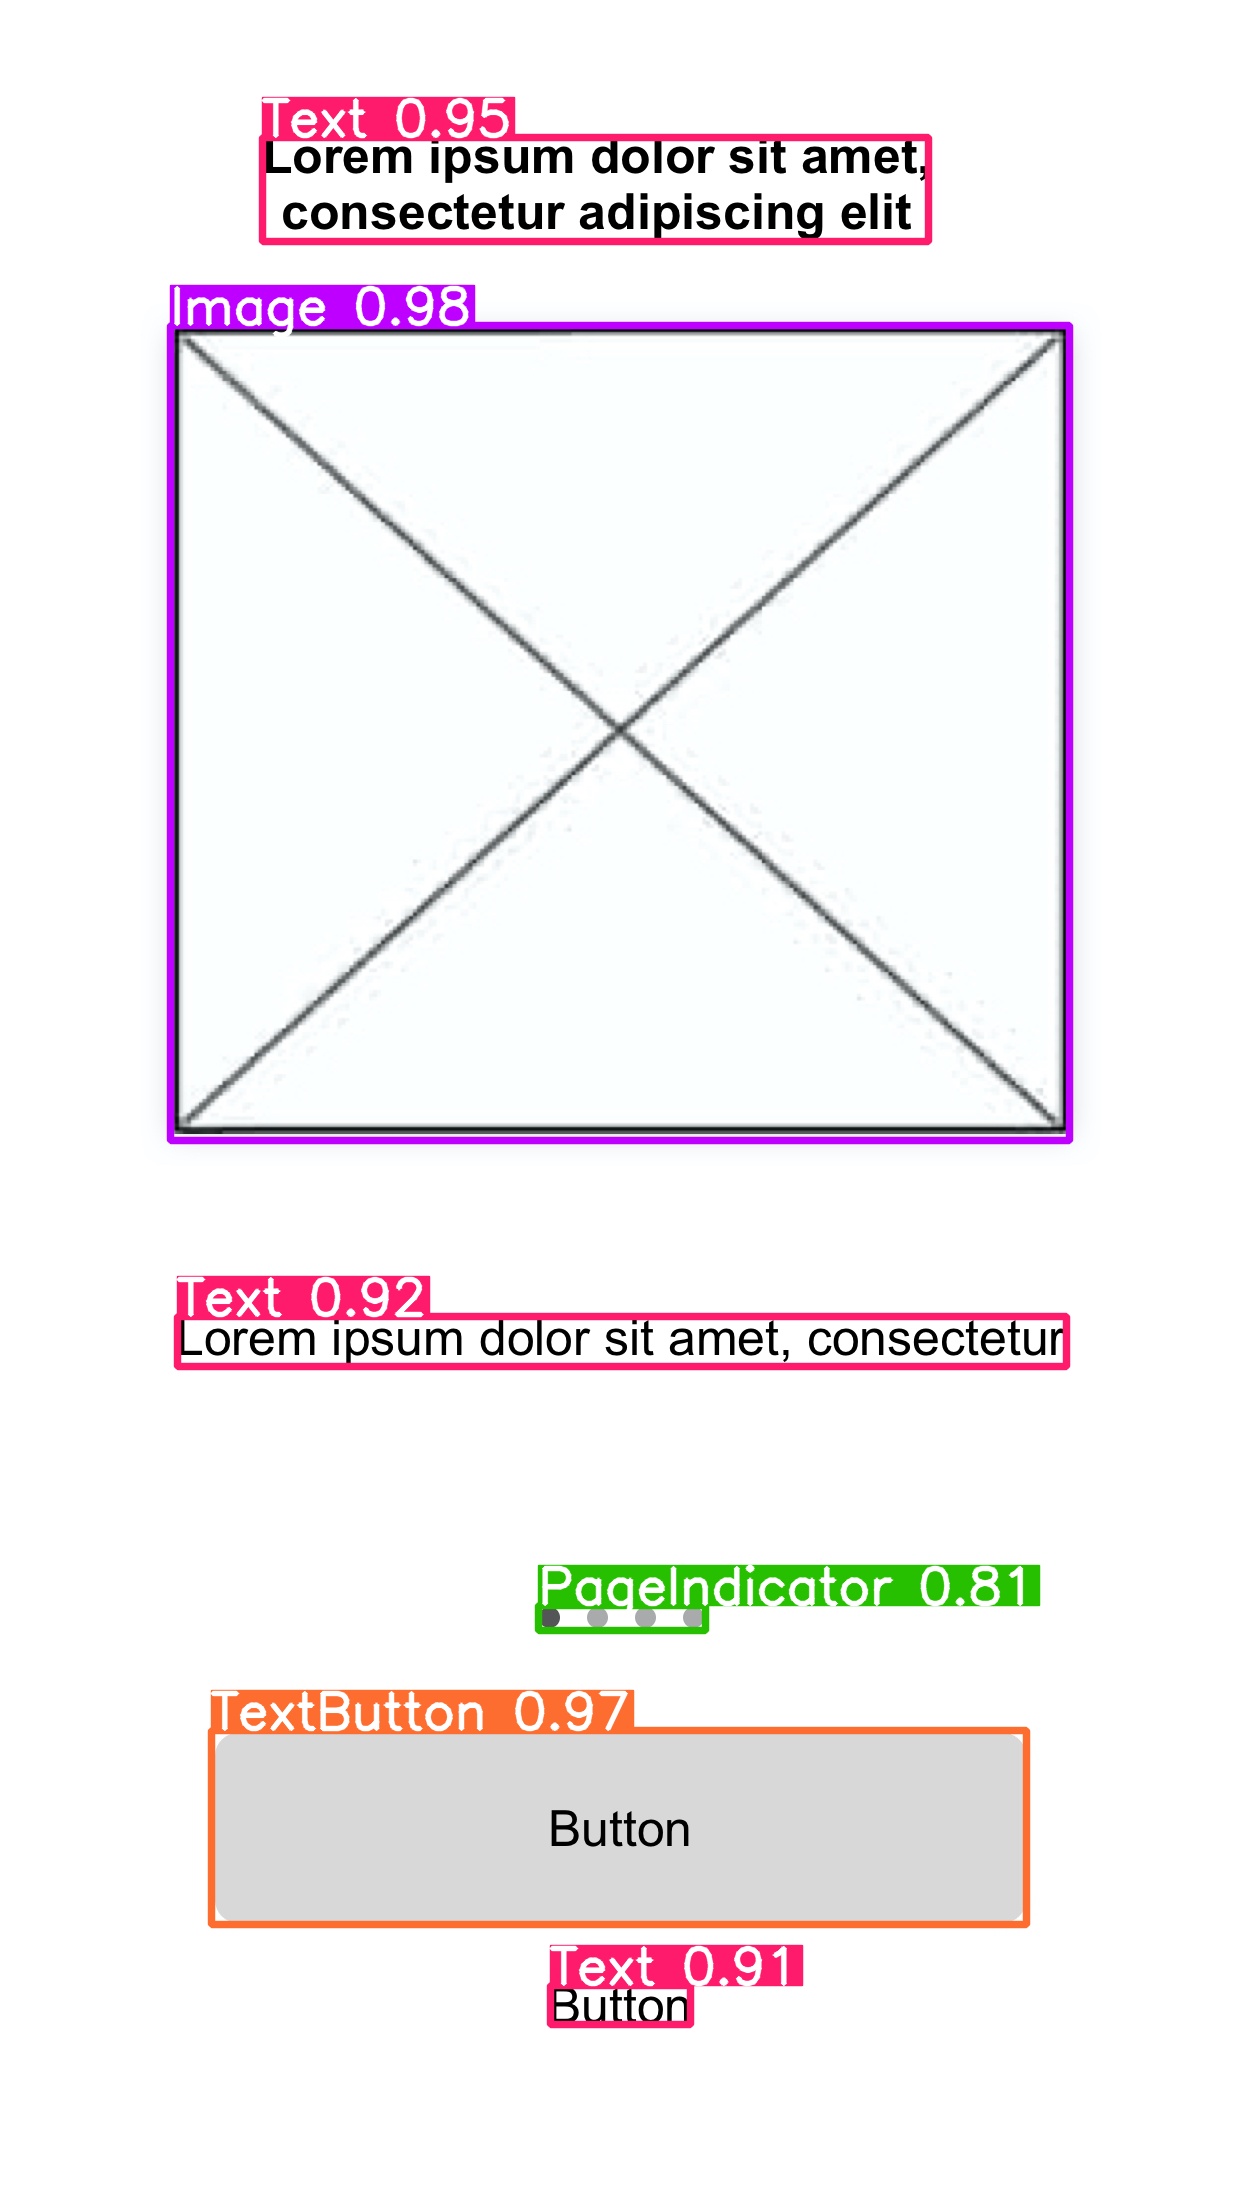 Text 0.95
Lorem ipsum dolor sit amet,
consectetur adipiscing elit
Image 0.98
Text 0.92
Lorem ipsum dolor sit amet, consectetur
PageIndicator 0.81
TextButton 0.97
Button
Text 0.91
Button